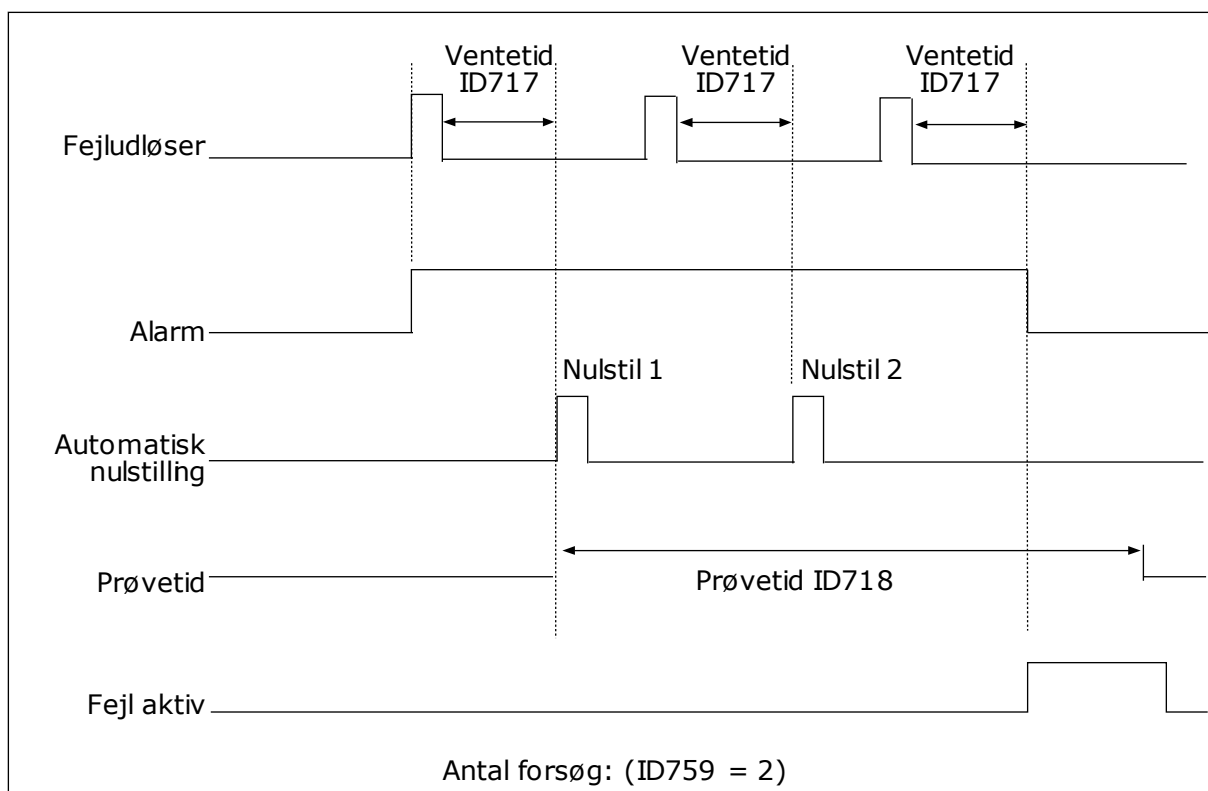 Ventetid
ID717
Ventetid
ID717
Ventetid
ID717
Fejludløser
Alarm
Nulstil 1
Nulstil 2
Automatisk
nulstilling
Prøvetid
Prøvetid ID718
Fejl aktiv
Antal forsøg: (ID759 = 2)